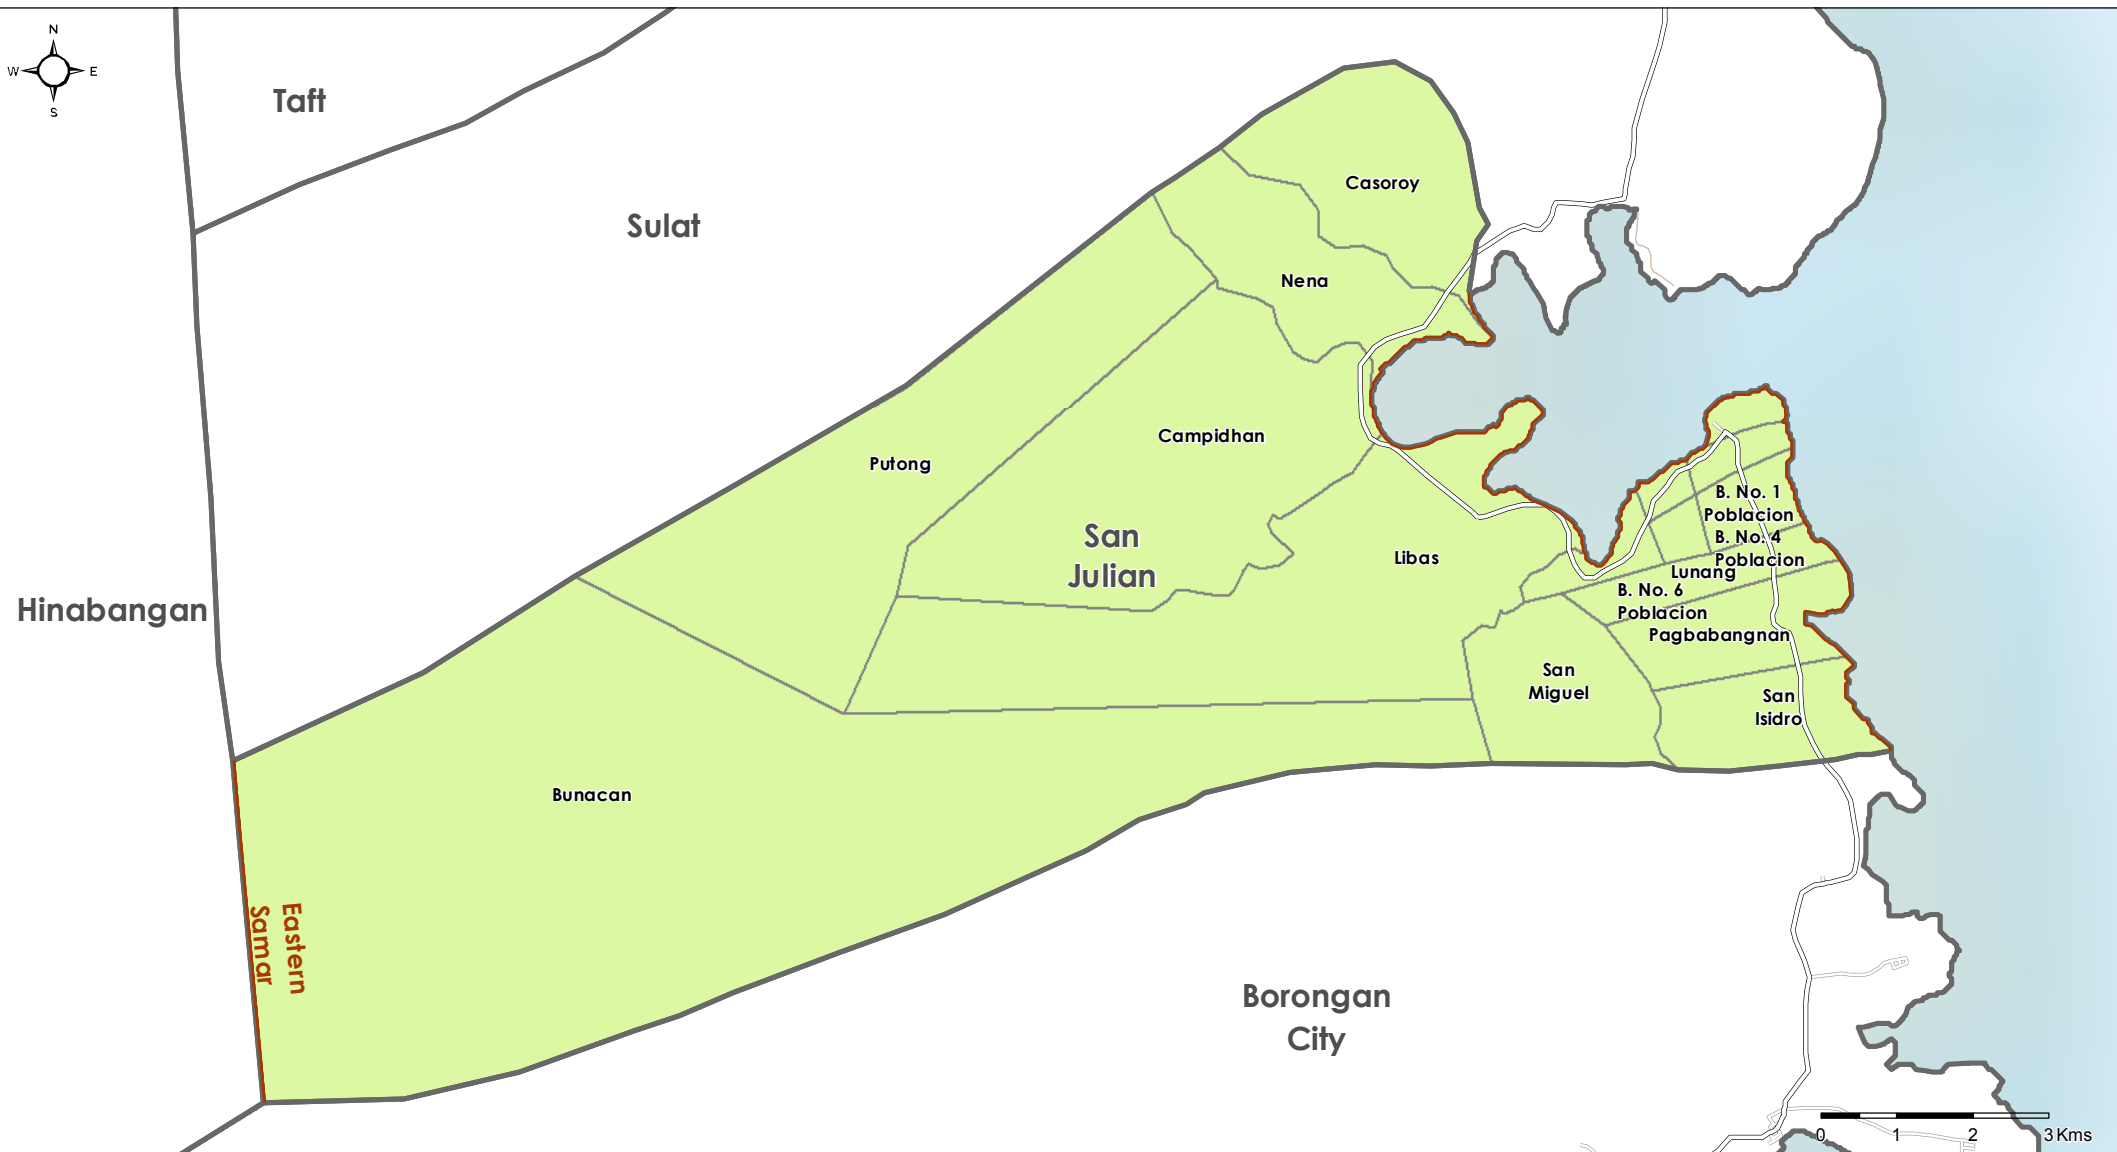 N
W E
S
Taft
Sulat
Casoroy
Nena
Campidhan
Putong
San
Julian
B. No. 1
Poblacion
B. No. 4
Poblacion
Libas
Lunang
B. No. 6
Poblacion
Hinabangan
Pagbabangnan
San
Miguel
San
Isidro
Bunacan
Eastern
Samar
Borongan
City
0 1 2 3 Kms